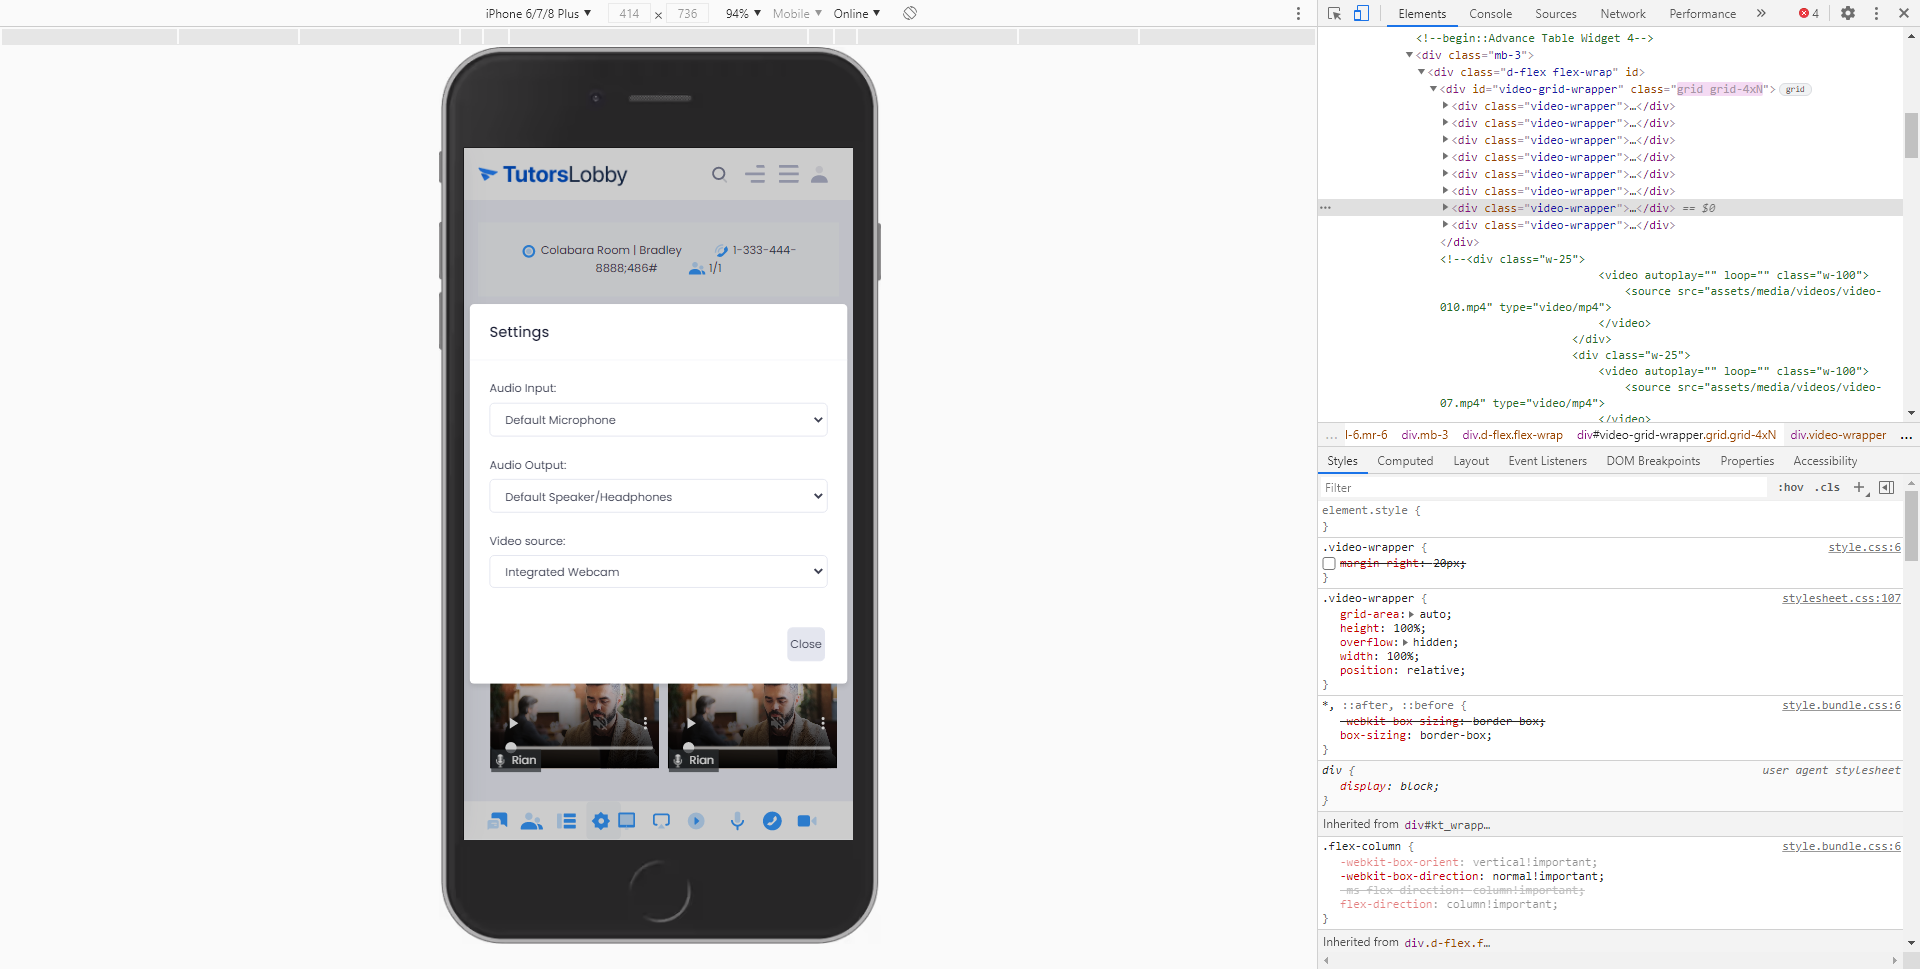 iPhone 6/7/8 Plus ▼ 414 x 736 94% ▼ Mobile ▼ Online ▼
TutorsLobby
Colabara Room | Bradley 1-333-444-
8888;486# 1/1
Settings
Audio Input:
Default Microphone
Audio Output:
Default Speaker/Headphones
Video source:
Integrated Webcam
Close
Rian Rian
Elements Console Sources Network Performance » 4
<!--begin::Advance Table Widget 4-->
▼<div class="mb-3">
▼<div class="d-flex flex-wrap" id>
▼<div id="video-grid-wrapper" class="grid grid-4xN"> grid
▶<div class="video-wrapper">…</div>
▶<div class="video-wrapper">…</div>
▶<div class="video-wrapper">…</div>
▶<div class="video-wrapper">…</div>
▶<div class="video-wrapper">…</div>
▶<div class="video-wrapper">…</div>
… ▶<div class="video-wrapper">…</div> == $0
▶<div class="video-wrapper">…</div>
</div>
<!--<div class="w-25">
<video autoplay="" loop="" class="w-100">
<source src="assets/media/videos/video-
010.mp4" type="video/mp4">
</video>
</div>
<div class="w-25">
<video autoplay="" loop="" class="w-100">
<source src="assets/media/videos/video-
07.mp4" type="video/mp4">
</video>
… l-6.mr-6 div.mb-3 div.d-flex.flex-wrap div#video-grid-wrapper.grid.grid-4xN div.video-wrapper …
Styles Computed Layout Event Listeners DOM Breakpoints Properties Accessibility
Filter :hov .cls +
element.style {
}
.video-wrapper { style.css:6
margin-right: 20px;
}
.video-wrapper { stylesheet.css:107
grid-area:▶ auto;
height: 100%;
overflow:▶ hidden;
width: 100%;
position: relative;
}
*, ::after, ::before { style.bundle.css:6
-webkit-box-sizing: border-box;
box-sizing: border-box;
}
div { user agent stylesheet
display: block;
}
Inherited from div#kt_wrapp…
.flex-column { style.bundle.css:6
-webkit-box-orient: vertical!important;
-webkit-box-direction: normal!important;
-ms-flex-direction: column!important;
flex-direction: column!important;
}
Inherited from div.d-flex.f…